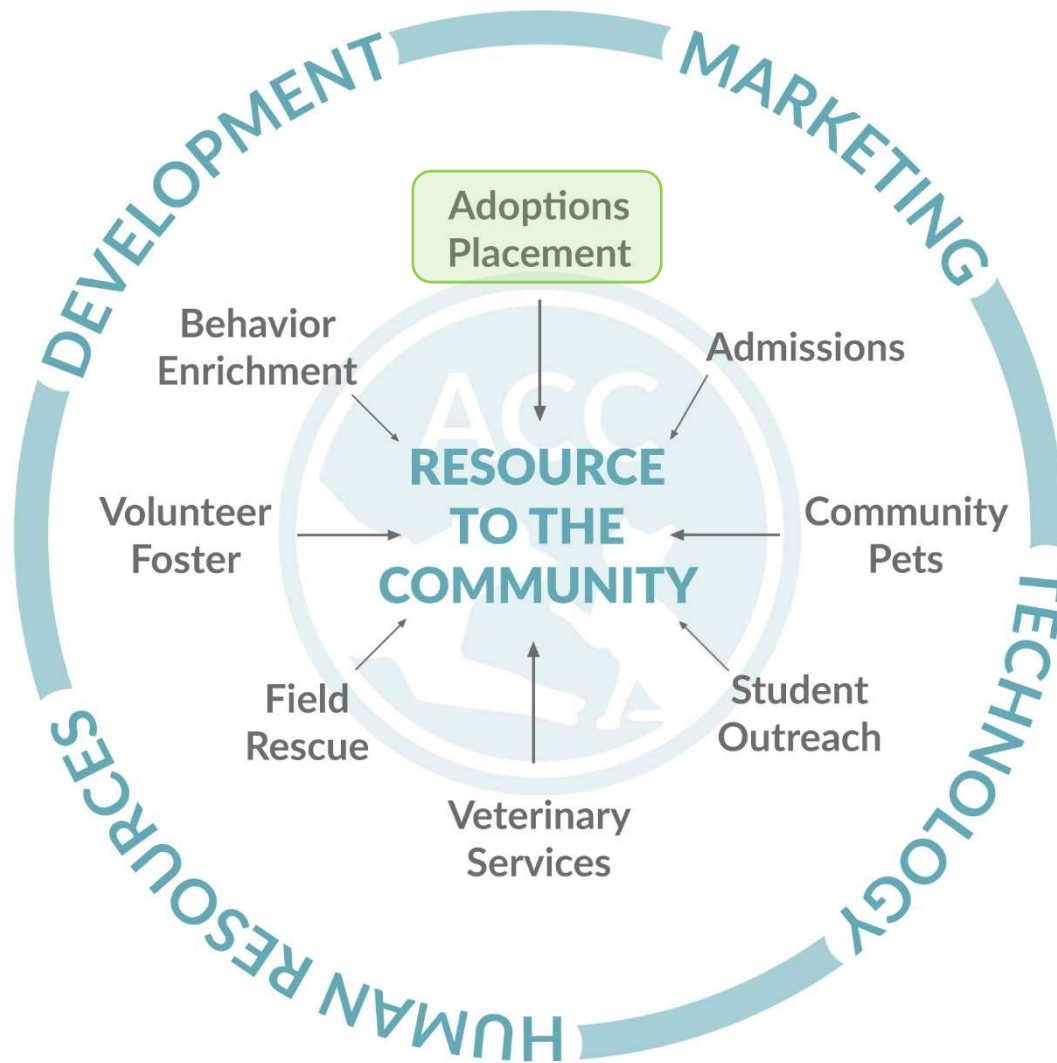 DEVELOPMENT
MARKETING
TECHNOLOGY
HUMAN RESOURCES
Adoptions
Placement
Admissions
Community
Pets
Student
Outreach
Veterinary
Services
Field
Rescue
Volunteer
Foster
Behavior
Enrichment
ACC
RESOURCE
TO THE
COMMUNITY